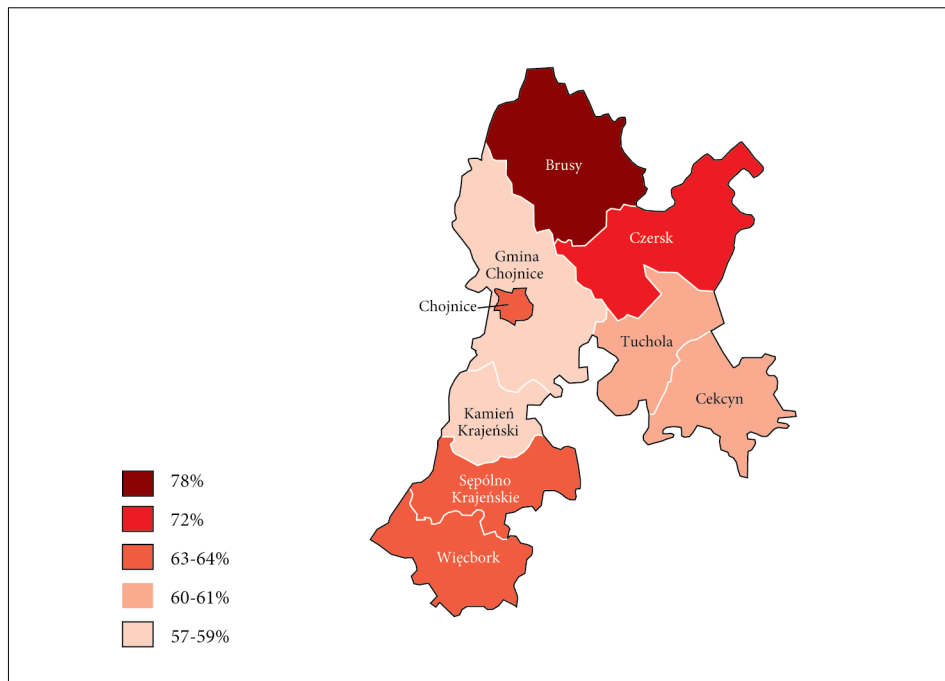 Brusy
Czersk
Gmina
Chojnice
Chojnice
Tuchola
Cekcyn
Kamień
Krajeński
Sępólno
Krajeńskie
Więcbork
78%
72%
63-64%
60-61%
57-59%